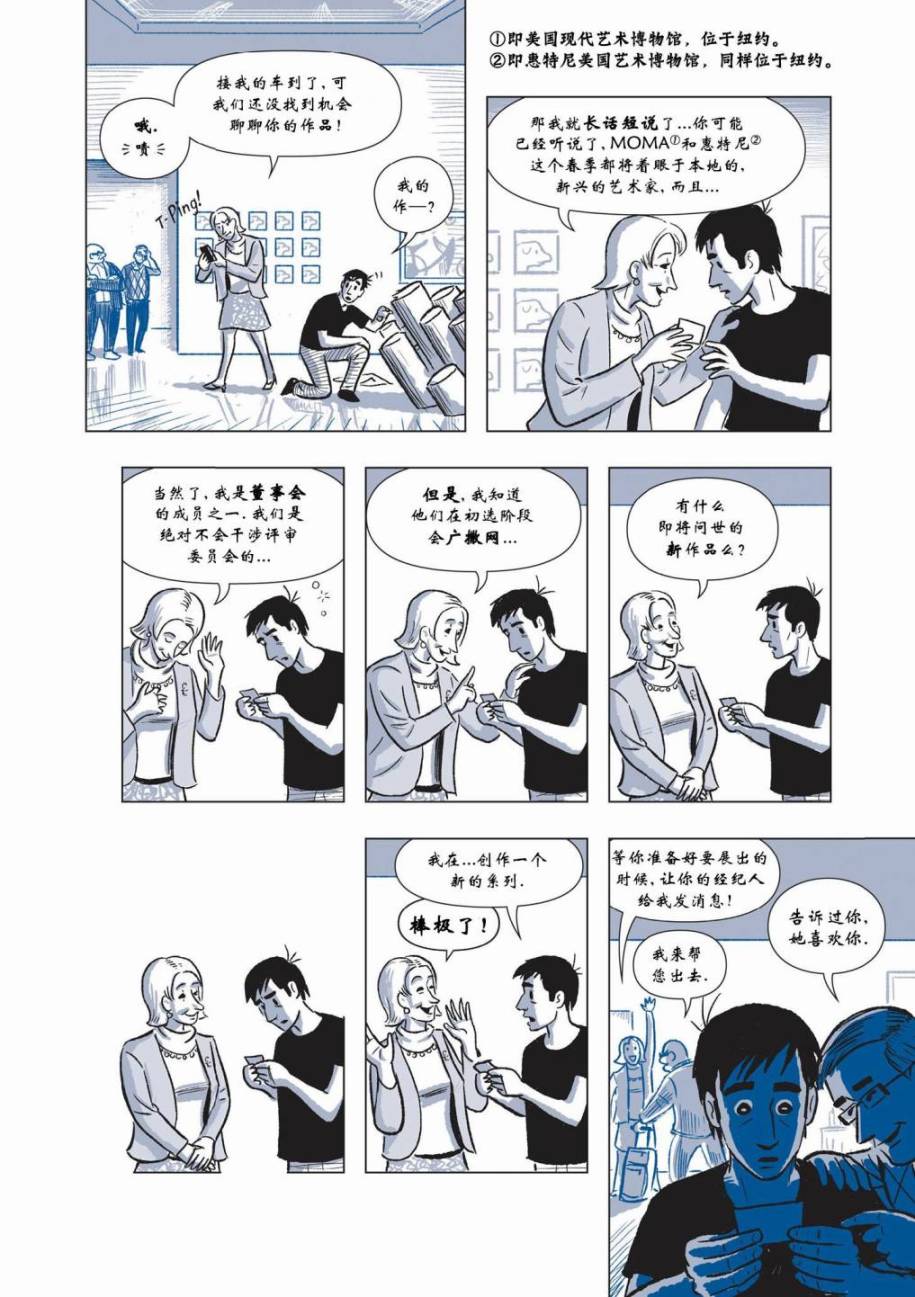 ①即美国现代艺术博物馆，位于纽约。
②即惠特尼美国艺术博物馆，同样位于纽约。
哦.
啧
接我的车到了,可
我们还没找到机会
聊聊你的作品!
T-Ping!
我的
作—?
那我就长话短说了...你可能
已经听说了,MOMA①和惠特尼②
这个春季都将着眼于本地的,
新兴的艺术家,而且...
当然了,我是董事会
的成员之一.我们是
绝对不会干涉评审
委员会的...
但是,我知道
他们在初选阶段
会广撒网...
有什么
即将问世的
新作品么?
我在...创作一个
新的系列.
棒极了!
等你准备好要展出的
时候,让你的经纪人
给我发消息!
我来帮
您出去.
告诉过你,
她喜欢你.